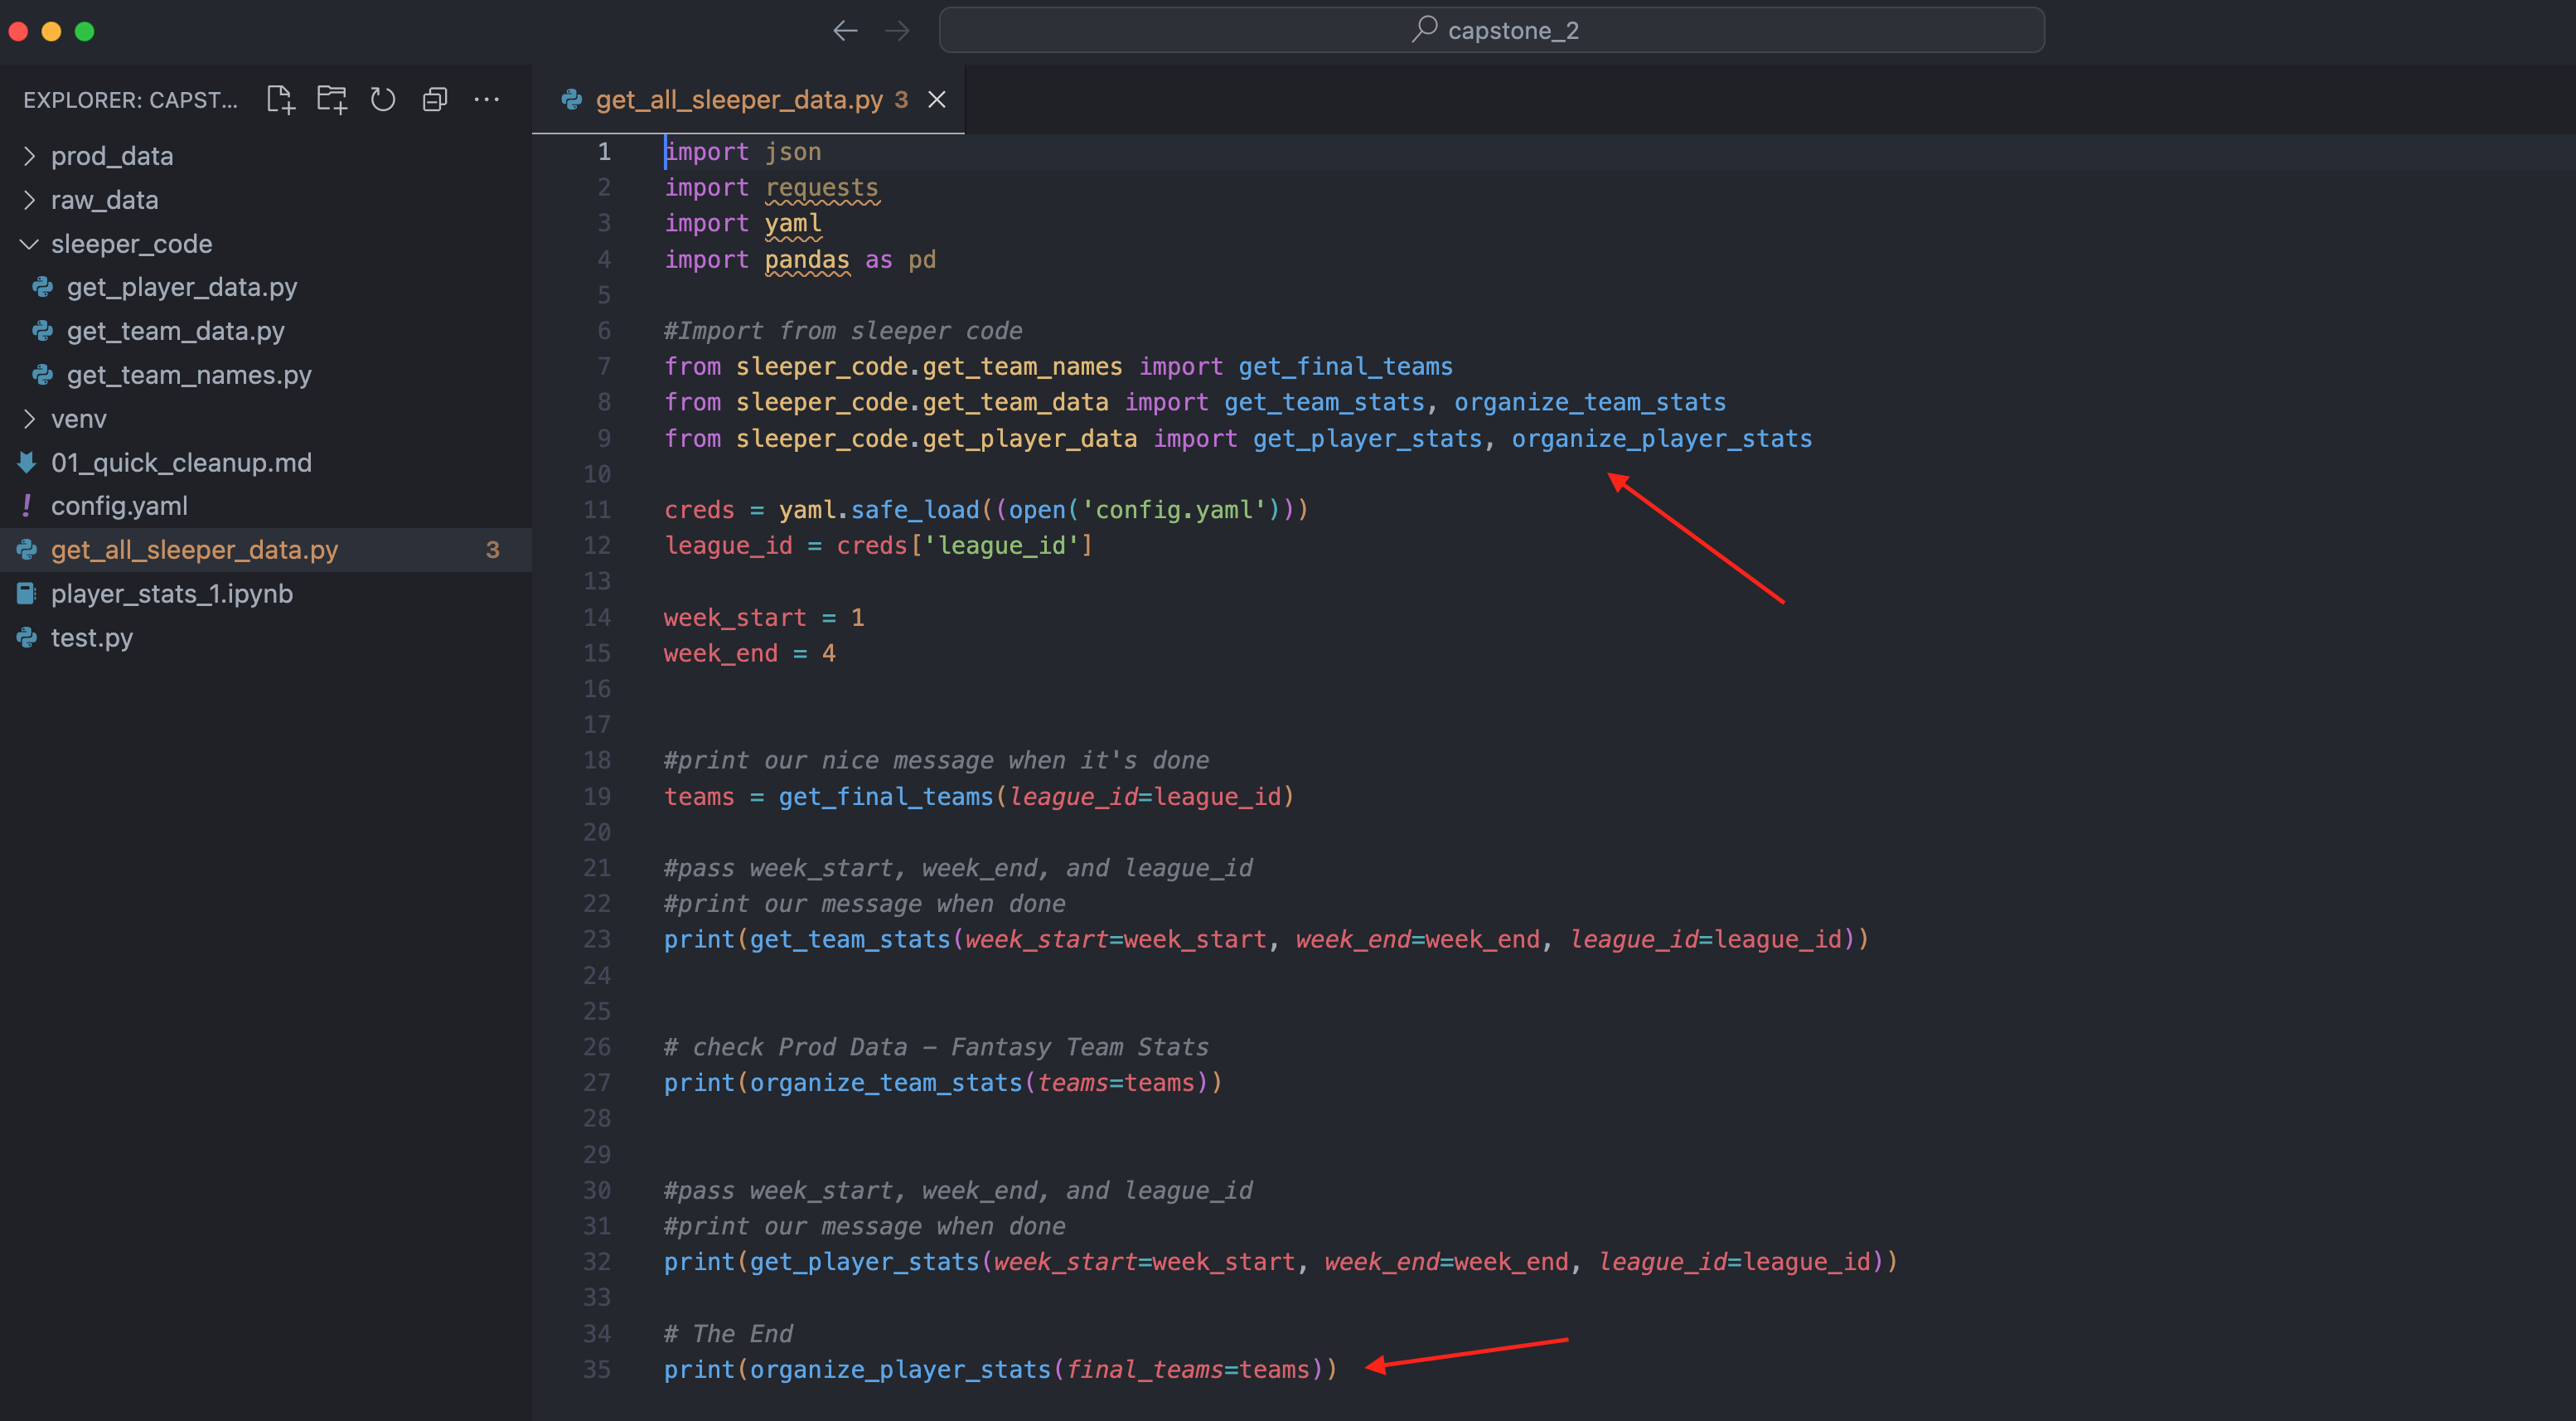 capstone_2
EXPLORER: CAPST...
prod_data
raw_data
sleeper_code
get_player_data.py
get_team_data.py
get_team_names.py
venv
01_quick_cleanup.md
! config.yaml
get_all_sleeper_data.py 3
player_stats_1.ipynb
test.py
get_all_sleeper_data.py 3
1 import json
2 import requests
3 import yaml
4 import pandas as pd
5
6 #Import from sleeper code
7 from sleeper_code.get_team_names import get_final_teams
8 from sleeper_code.get_team_data import get_team_stats, organize_team_stats
9 from sleeper_code.get_player_data import get_player_stats, organize_player_stats
10
11 creds = yaml.safe_load((open('config.yaml')))
12 league_id = creds['league_id']
13
14 week_start = 1
15 week_end = 4
16
17
18 #print our nice message when it's done
19 teams = get_final_teams(league_id=league_id)
20
21 #pass week_start, week_end, and league_id
22 #print our message when done
23 print(get_team_stats(week_start=week_start, week_end=week_end, league_id=league_id))
24
25
26 # check Prod Data – Fantasy Team Stats
27 print(organize_team_stats(teams=teams))
28
29
30 #pass week_start, week_end, and league_id
31 #print our message when done
32 print(get_player_stats(week_start=week_start, week_end=week_end, league_id=league_id))
33
34 # The End
35 print(organize_player_stats(final_teams=teams))